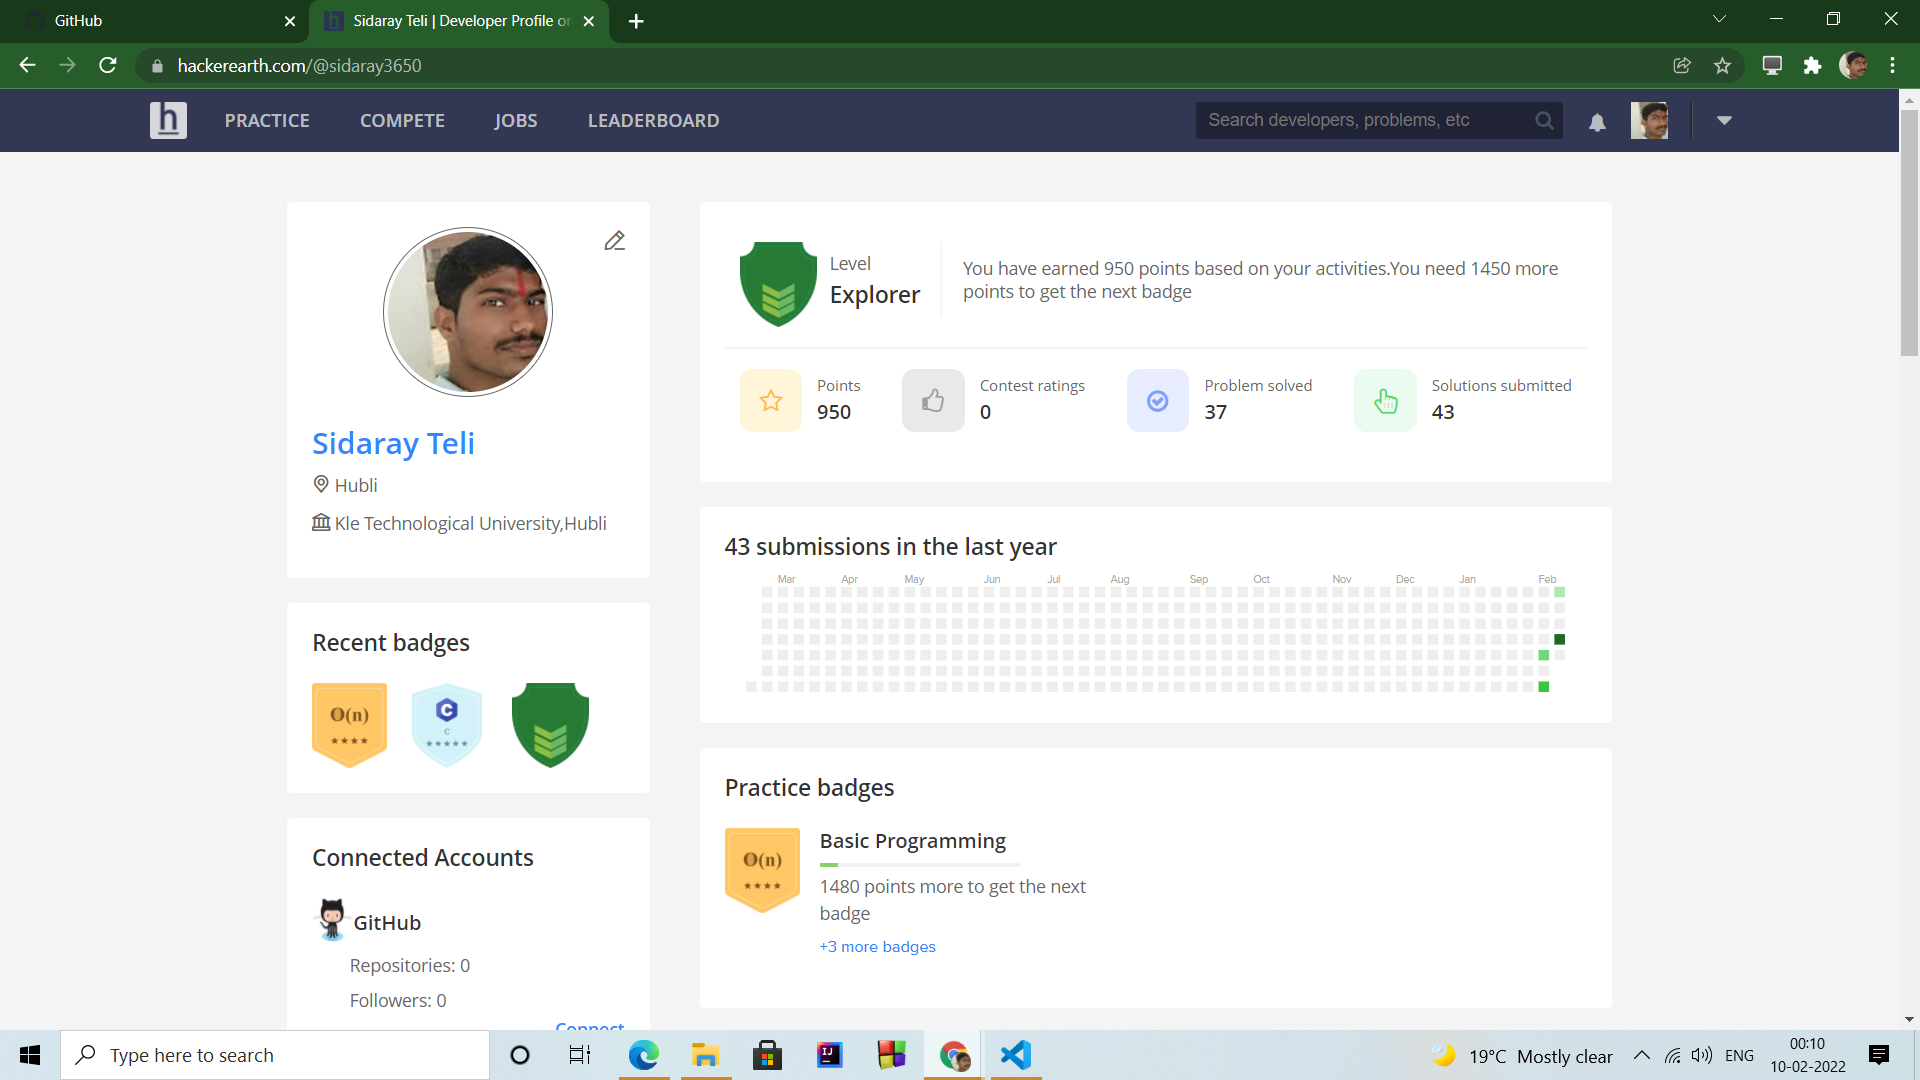 GitHub
Sidaray Teli | Developer Profile on
hackerearth.com/@sidaray3650
h PRACTICE COMPETE JOBS LEADERBOARD Search developers, problems, etc
Level
Explorer
You have earned 950 points based on your activities.You need 1450 more
points to get the next badge
Points
950
Contest ratings
0
Problem solved
37
Solutions submitted
43
Sidaray Teli
Hubli
Kle Technological University,Hubli
43 submissions in the last year
Mar Apr May Jun Jul Aug Sep Oct Nov Dec Jan Feb
Recent badges
O(n)
C
C
Practice badges
O(n)
Basic Programming
1480 points more to get the next
badge
+3 more badges
Connected Accounts
GitHub
Repositories: 0
Followers: 0
Connect
Type here to search
IJ
19°C Mostly clear
ENG
00:10
10-02-2022